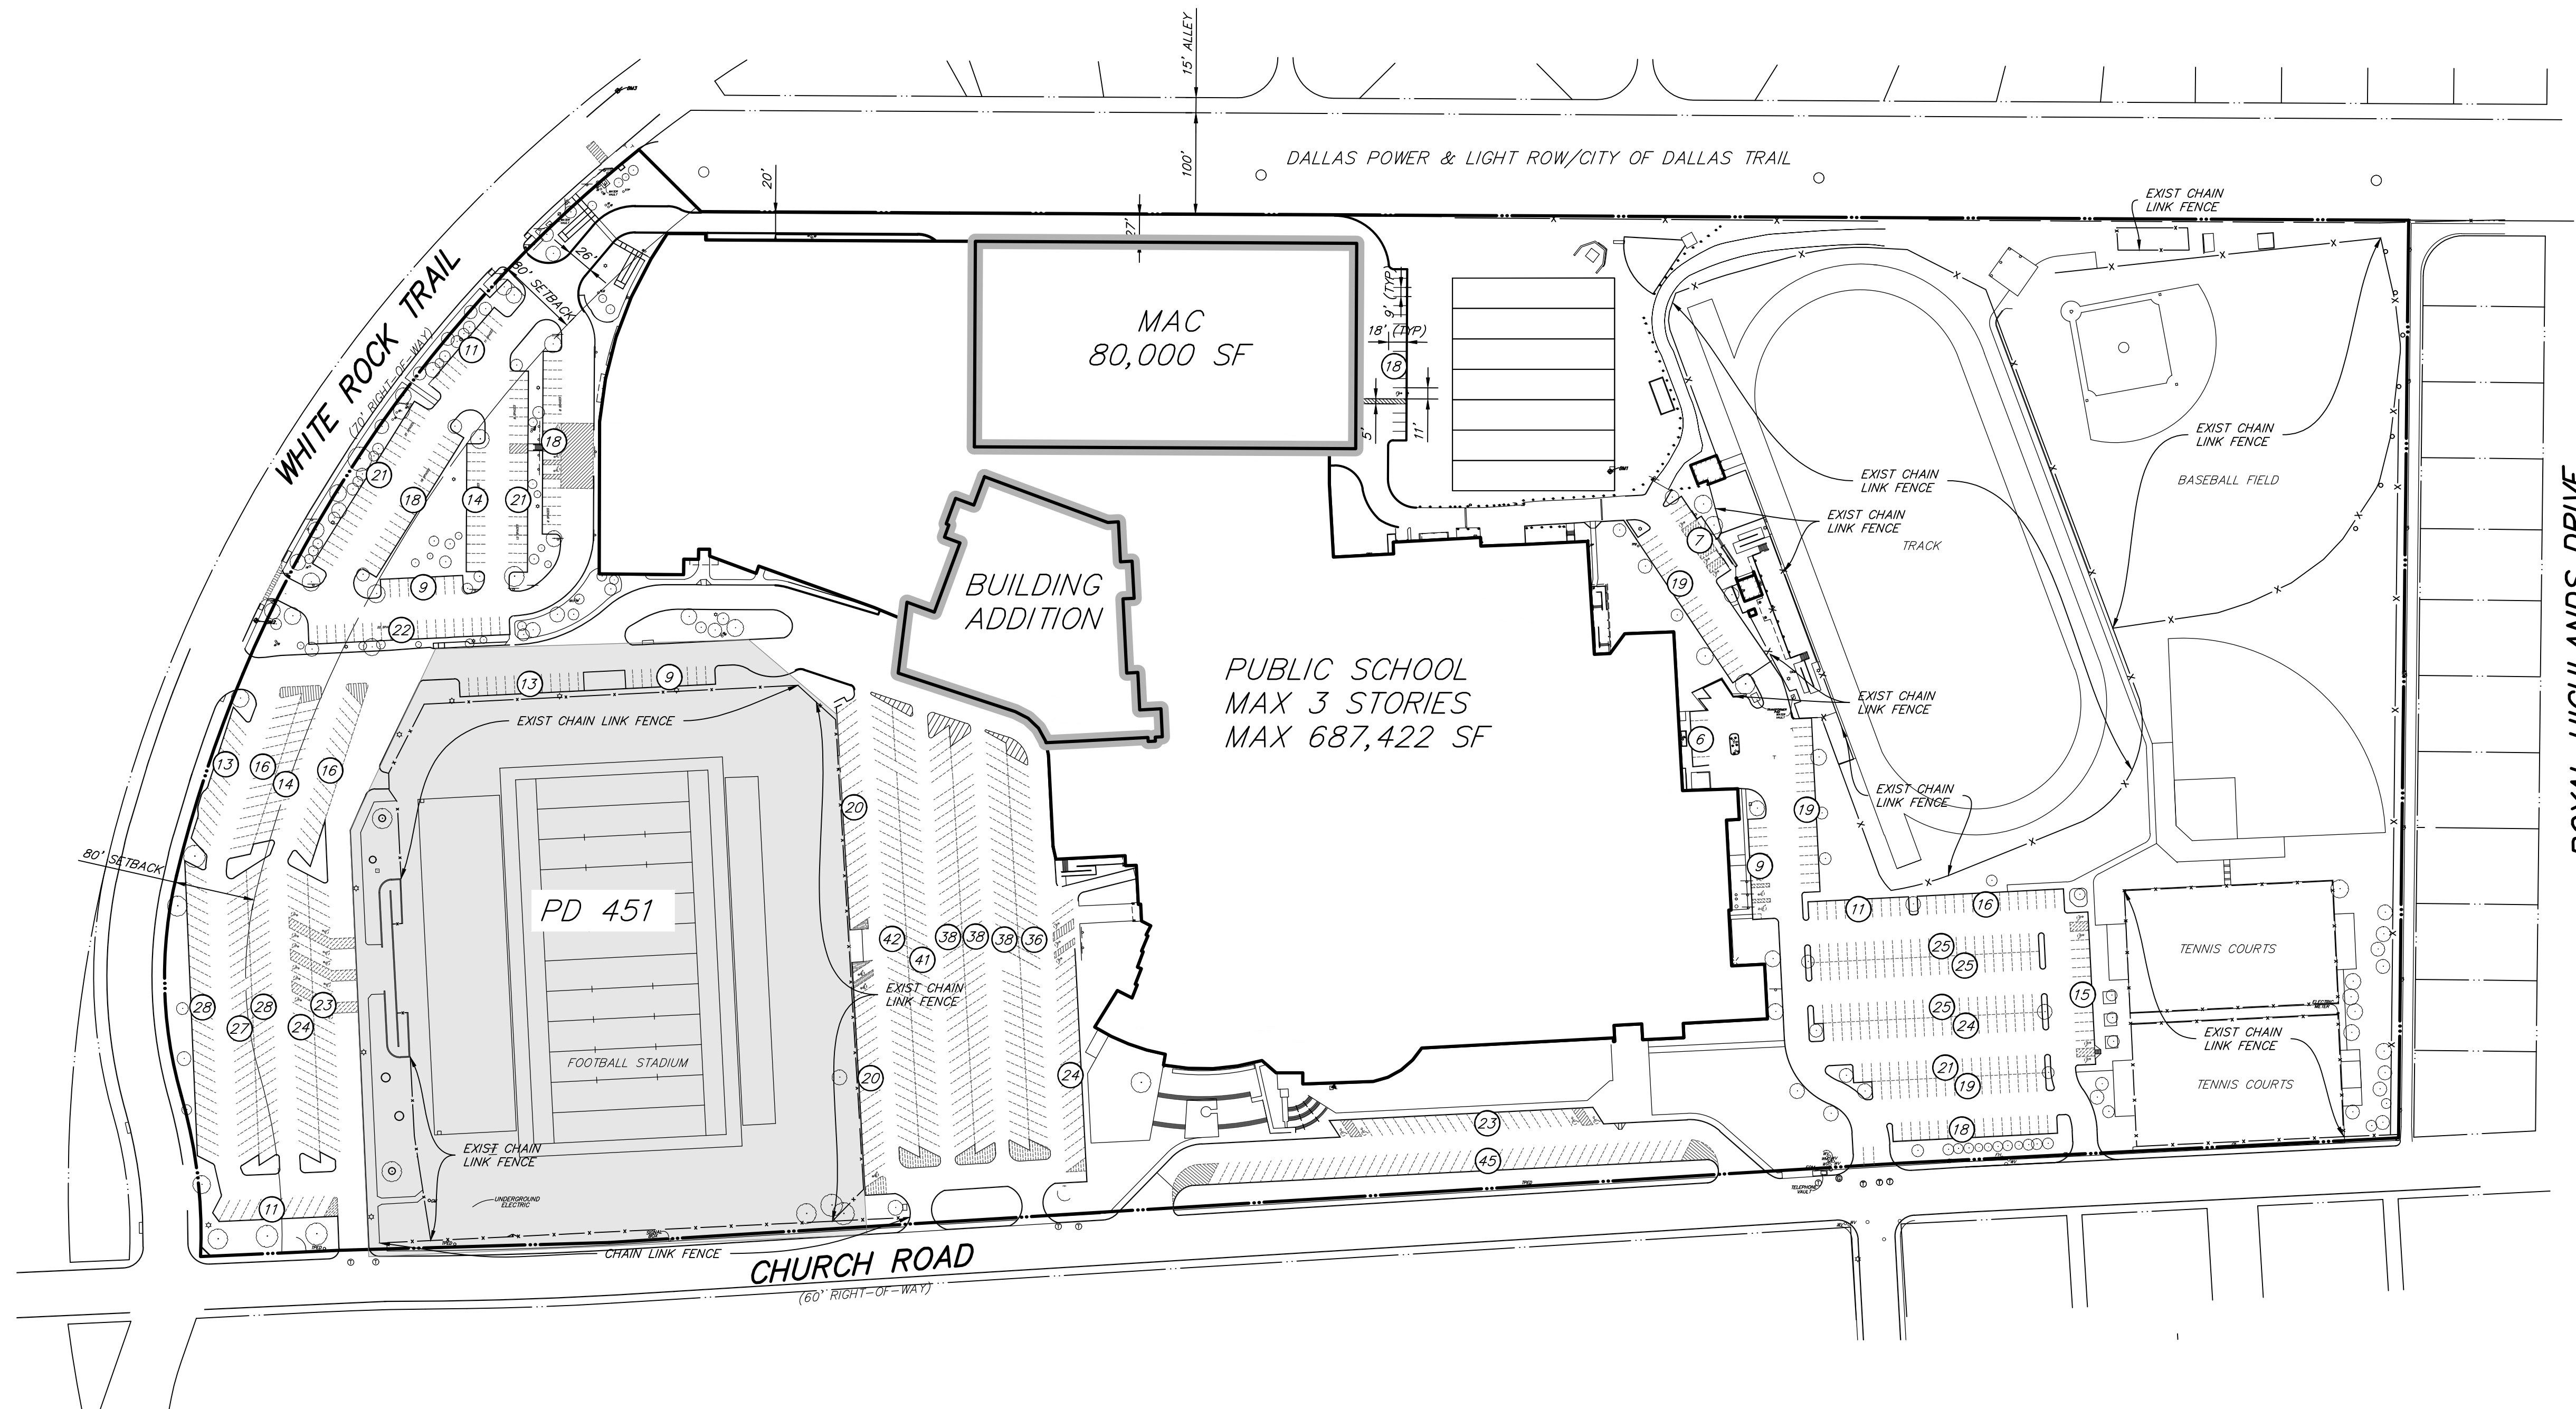 15' ALLEY
100'
DALLAS POWER & LIGHT ROW/CITY OF DALLAS TRAIL
20'
27'
EXIST CHAIN
LINK FENCE
WHITE ROCK TRAIL
(70' RIGHT-OF-WAY)
26'
80' SETBACK
MAC
80,000 SF
9' (TYP)
18' (TYP)
18
5'
11'
11
21
18
14
21
18
9
22
BUILDING
ADDITION
PUBLIC SCHOOL
MAX 3 STORIES
MAX 687,422 SF
7
19
EXIST CHAIN
LINK FENCE
EXIST CHAIN
LINK FENCE
TRACK
EXIST CHAIN
LINK FENCE
BASEBALL FIELD
ROYAL HIGHLANDS DRIVE
EXIST CHAIN
LINK FENCE
EXIST CHAIN
LINK FENCE
6
19
9
13
9
EXIST CHAIN LINK FENCE
13
16
14
16
80' SETBACK
PD 451
FOOTBALL STADIUM
20
42
41
38
38
38
36
EXIST CHAIN
LINK FENCE
20
24
28
27
28
24
23
11
EXIST CHAIN
LINK FENCE
UNDERGROUND
ELECTRIC
CHAIN LINK FENCE
23
45
11
16
25
25
25
24
21
19
18
15
TENNIS COURTS
ELECTRIC
METER
EXIST CHAIN
LINK FENCE
TENNIS COURTS
TELEPHONE
VAULT
CHURCH ROAD
(60' RIGHT-OF-WAY)